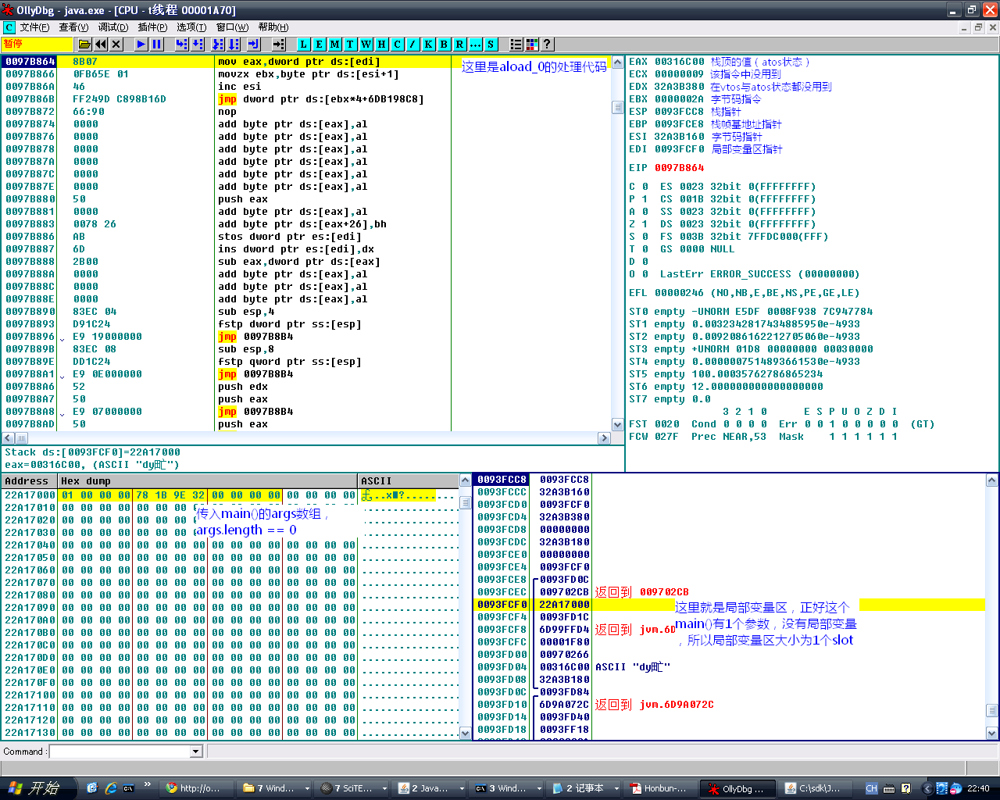 OllyDbg - java.exe - [CPU - t线程 00001A70]
C 文件(F) 查看(V) 调试(D) 插件(P) 选项(T) 窗口(W) 帮助(H)
暂停 L E M T W H C / K B R ... S ?
0097B864 8B07 mov eax,dword ptr ds:[edi]
0097B866 0FB65E 01 movzx ebx,byte ptr ds:[esi+1]
0097B86A 46 inc esi
0097B86B FF249D C898B16D jmp dword ptr ds:[ebx*4+6DB198C8]
0097B872 66:90 nop
0097B874 0000 add byte ptr ds:[eax],al
0097B876 0000 add byte ptr ds:[eax],al
0097B878 0000 add byte ptr ds:[eax],al
0097B87A 0000 add byte ptr ds:[eax],al
0097B87C 0000 add byte ptr ds:[eax],al
0097B87E 0000 add byte ptr ds:[eax],al
0097B880 50 push eax
0097B881 0000 add byte ptr ds:[eax],al
0097B883 0078 26 add byte ptr ds:[eax+26],bh
0097B886 AB stos dword ptr es:[edi]
0097B887 6D ins dword ptr es:[edi],dx
0097B888 2B00 sub eax,dword ptr ds:[eax]
0097B88A 0000 add byte ptr ds:[eax],al
0097B88C 0000 add byte ptr ds:[eax],al
0097B88E 0000 add byte ptr ds:[eax],al
0097B890 83EC 04 sub esp,4
0097B893 D91C24 fstp dword ptr ss:[esp]
0097B896 E9 19000000 jmp 0097B8B4
0097B89B 83EC 08 sub esp,8
0097B89E DD1C24 fstp qword ptr ss:[esp]
0097B8A1 E9 0E000000 jmp 0097B8B4
0097B8A6 52 push edx
0097B8A7 50 push eax
0097B8A8 E9 07000000 jmp 0097B8B4
0097B8AD 50 push eax
这里是aload_0的处理代码
EAX 00316C00 栈顶的值（atos状态）
ECX 00000009 该指令中没用到
EDX 32A3B380 在vtos与atos状态都没用到
EBX 0000002A 字节码指令
ESP 0093FCC8 栈指针
EBP 0093FCE8 栈帧基地址指针
ESI 32A3B160 字节码指针
EDI 0093FCF0 局部变量区指针
EIP 0097B864
C 0 ES 0023 32bit 0(FFFFFFFF)
P 1 CS 001B 32bit 0(FFFFFFFF)
A 0 SS 0023 32bit 0(FFFFFFFF)
Z 1 DS 0023 32bit 0(FFFFFFFF)
S 0 FS 003B 32bit 7FFDC000(FFF)
T 0 GS 0000 NULL
D 0
O 0 LastErr ERROR_SUCCESS (00000000)
EFL 00000246 (NO,NB,E,BE,NS,PE,GE,LE)
ST0 empty -UNORM E5DF 0008F938 7C947784
ST1 empty 0.0032342817434885950e-4933
ST2 empty 0.0092086162212705060e-4933
ST3 empty +UNORM 01D8 00000000 00030000
ST4 empty 0.0000007514893661530e-4933
ST5 empty 100.00035762786865234
ST6 empty 12.000000000000000000
ST7 empty 0.0
3 2 1 0 E S P U O Z D I
FST 0020 Cond 0 0 0 0 Err 0 0 1 0 0 0 0 0 (GT)
FCW 027F Prec NEAR,53 Mask 1 1 1 1 1 1
Stack ds:[0093FCF0]=22A17000
eax=00316C00, (ASCII "dy甿")
Address Hex dump ASCII
22A17000 01 00 00 00 78 1B 9E 32 00 00 00 00 00 00 00 00
22A17010 00 00 00 00 00 00 00
22A17020 00 00 00 00 00 00 00
22A17030 00 00 00 00 00 00 00
传入main()的args数组，
args.length == 0
22A17040 00 00 00 00 00 00 00 00 00 00 00 00 00 00 00 00 ................
22A17050 00 00 00 00 00 00 00 00 00 00 00 00 00 00 00 00 ................
22A17060 00 00 00 00 00 00 00 00 00 00 00 00 00 00 00 00 ................
22A17070 00 00 00 00 00 00 00 00 00 00 00 00 00 00 00 00 ................
22A17080 00 00 00 00 00 00 00 00 00 00 00 00 00 00 00 00 ................
22A17090 00 00 00 00 00 00 00 00 00 00 00 00 00 00 00 00 ................
22A170A0 00 00 00 00 00 00 00 00 00 00 00 00 00 00 00 00 ................
22A170B0 00 00 00 00 00 00 00 00 00 00 00 00 00 00 00 00 ................
22A170C0 00 00 00 00 00 00 00 00 00 00 00 00 00 00 00 00 ................
22A170D0 00 00 00 00 00 00 00 00 00 00 00 00 00 00 00 00 ................
22A170E0 00 00 00 00 00 00 00 00 00 00 00 00 00 00 00 00 ................
22A170F0 00 00 00 00 00 00 00 00 00 00 00 00 00 00 00 00 ................
22A17100 00 00 00 00 00 00 00 00 00 00 00 00 00 00 00 00 ................
22A17110 00 00 00 00 00 00 00 00 00 00 00 00 00 00 00 00 ................
22A17120 00 00 00 00 00 00 00 00 00 00 00 00 00 00 00 00 ................
22A17130 00 00 00 00 00 00 00 00 00 00 00 00 00 00 00 00 ................
0093FCC8 0093FCC8
0093FCCC 32A3B160
0093FCD0 0093FCF0
0093FCD4 32A3B380
0093FCD8 00000000
0093FCDC 32A3B180
0093FCE0 00000000
0093FCE4 0093FCF0
0093FCE8 0093FD0C
0093FCEC 009702CB 返回到 009702CB
0093FCF0 22A17000
0093FCF4 0093FD1C
0093FCF8 6D99FFD4 返回到 jvm.6D
0093FCFC 00001F80
0093FD00 00970266
0093FD04 00316C00 ASCII "dy甿"
0093FD08 32A3B180
0093FD0C 0093FD84
0093FD10 6D9A072C 返回到 jvm.6D9A072C
0093FD14 0093FD40
0093FD18 0093FF18
这里就是局部变量区，正好这个
main()有1个参数，没有局部变量
，所以局部变量区大小为1个slot
Command :
开始 » http://o... 7 Wind... 7 SciTE... 2 Java... 3 Wind... 2 记事本 Honbun-... OllyDbg ... C:\sdk\J... CH 22:40